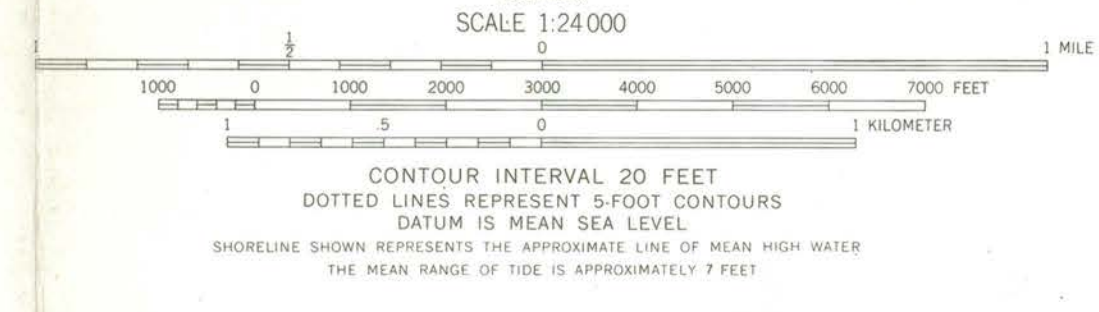 SCALE 1:24 000
1 1/2 0 1 MILE
1000 0 1000 2000 3000 4000 5000 6000 7000 FEET
1 .5 0 1 KILOMETER
CONTOUR INTERVAL 20 FEET
DOTTED LINES REPRESENT 5-FOOT CONTOURS
DATUM IS MEAN SEA LEVEL
SHORELINE SHOWN REPRESENTS THE APPROXIMATE LINE OF MEAN HIGH WATER
THE MEAN RANGE OF TIDE IS APPROXIMATELY 7 FEET